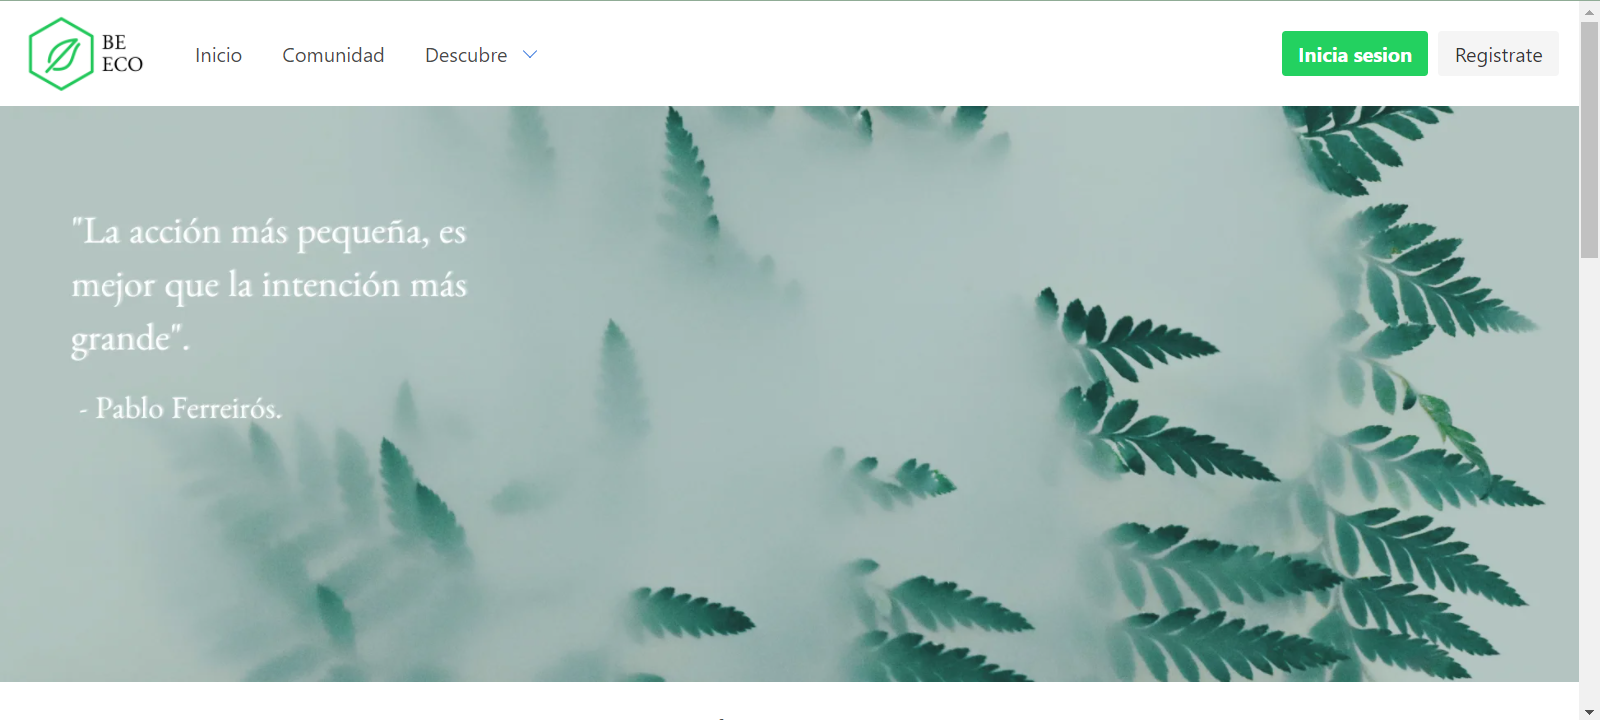 BE
ECO
Inicio
Comunidad
Descubre
Inicia sesion
Registrate
"La acción más pequeña, es
mejor que la intención más
grande".
- Pablo Ferreirós.